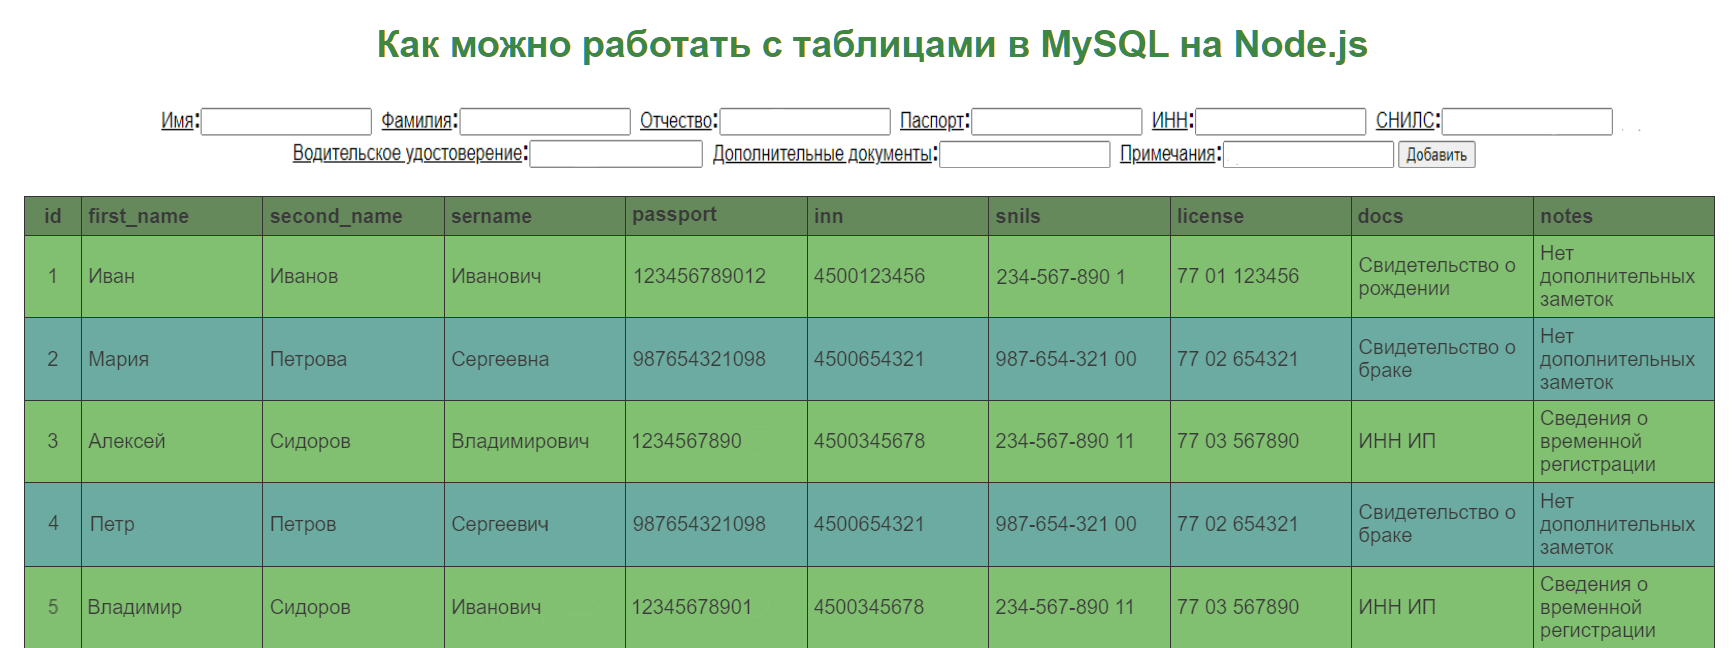 Как можно работать с таблицами в MySQL на Node.js
Имя: Фамилия: Отчество: Паспорт: ИНН: СНИЛС:
Водительское удостоверение: Дополнительные документы: Примечания: Добавить
id first_name second_name sername passport inn snils license docs notes
1 Иван Иванов Иванович 123456789012 4500123456 234-567-890 1 77 01 123456 Свидетельство о рождении Нет дополнительных заметок
2 Мария Петрова Сергеевна 987654321098 4500654321 987-654-321 00 77 02 654321 Свидетельство о браке Нет дополнительных заметок
3 Алексей Сидоров Владимирович 1234567890 4500345678 234-567-890 11 77 03 567890 ИНН ИП Сведения о временной регистрации
4 Петр Петров Сергеевич 987654321098 4500654321 987-654-321 00 77 02 654321 Свидетельство о браке Нет дополнительных заметок
5 Владимир Сидоров Иванович 12345678901 4500345678 234-567-890 11 77 03 567890 ИНН ИП Сведения о временной регистрации